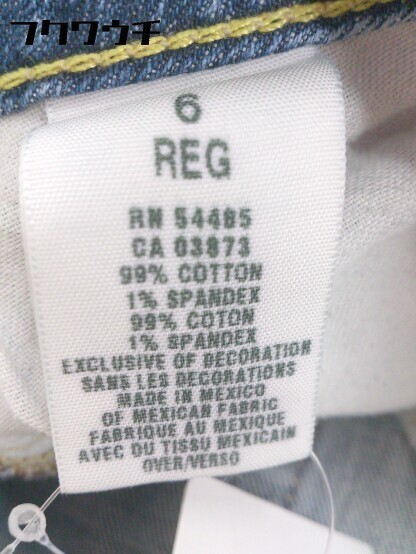 フクウクウチ
6
REG
RN 54485
CA 03873
99% COTTON
1% SPANDEX
99% COTON
1% SPANDEX
EXCLUSIVE OF DECORATION
SANS LES DECORATIONS
MADE IN MEXICO
OF MEXICAN FABRIC
FABRIQUE AU MEXIQUE
AVEC DU TISSU MEXICAIN
OVER/VERSO